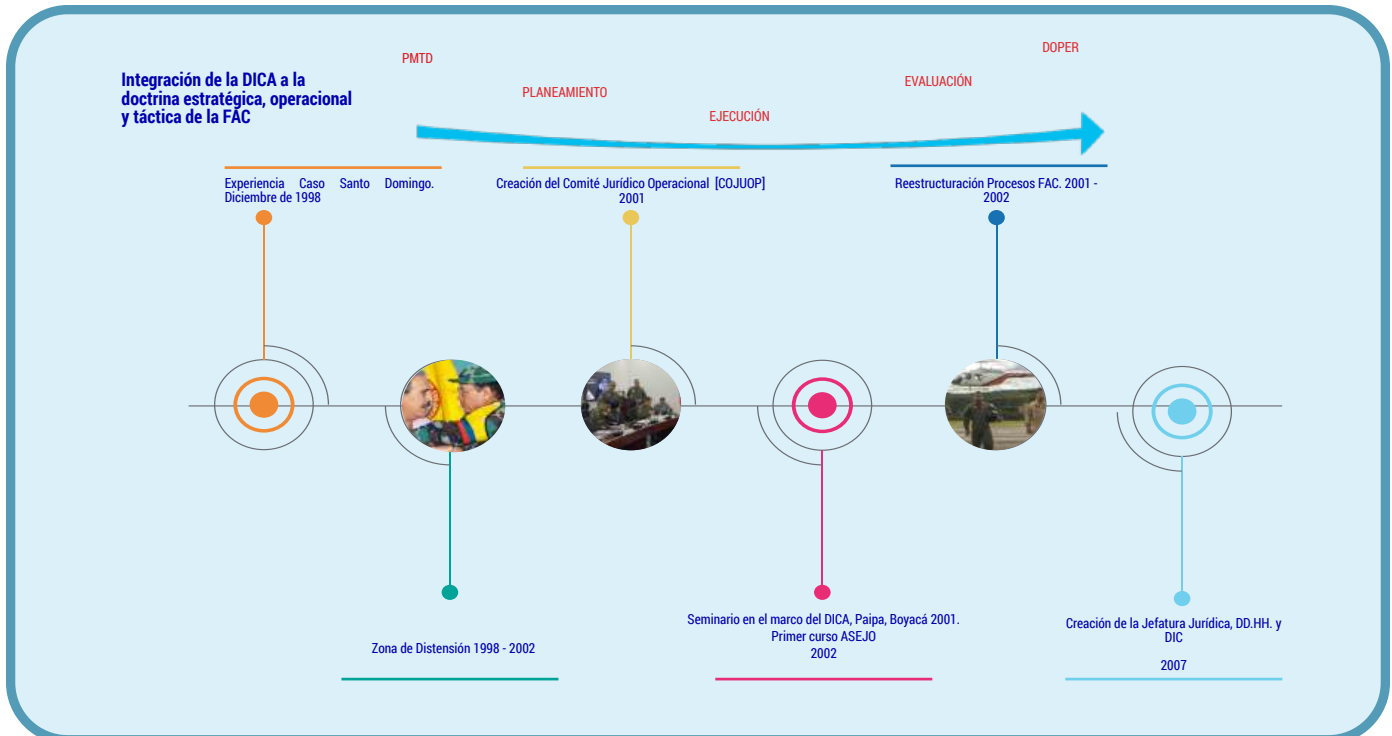 Integración de la DICA a la
doctrina estratégica, operacional
y táctica de la FAC
PMTD
PLANEAMIENTO
EJECUCIÓN
EVALUACIÓN
DOPER
Experiencia Caso Santo Domingo.
Diciembre de 1998
Creación del Comité Jurídico Operacional [COJUOP]
2001
Reestructuración Procesos FAC. 2001 -
2002
Zona de Distensión 1998 - 2002
Seminario en el marco del DICA, Paipa, Boyacá 2001.
Primer curso ASEJO
2002
Creación de la Jefatura Jurídica, DD.HH. y
DIC
2007